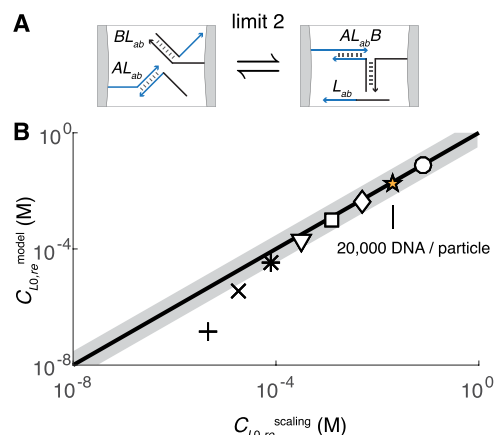 A
limit 2
BL_ab
AL_ab
AL_abB
L_ab
B
10^0
10^-4
10^-8
C_L0,re^model (M)
20,000 DNA / particle
10^-8
10^-4
10^0
C_L0,re^scaling (M)